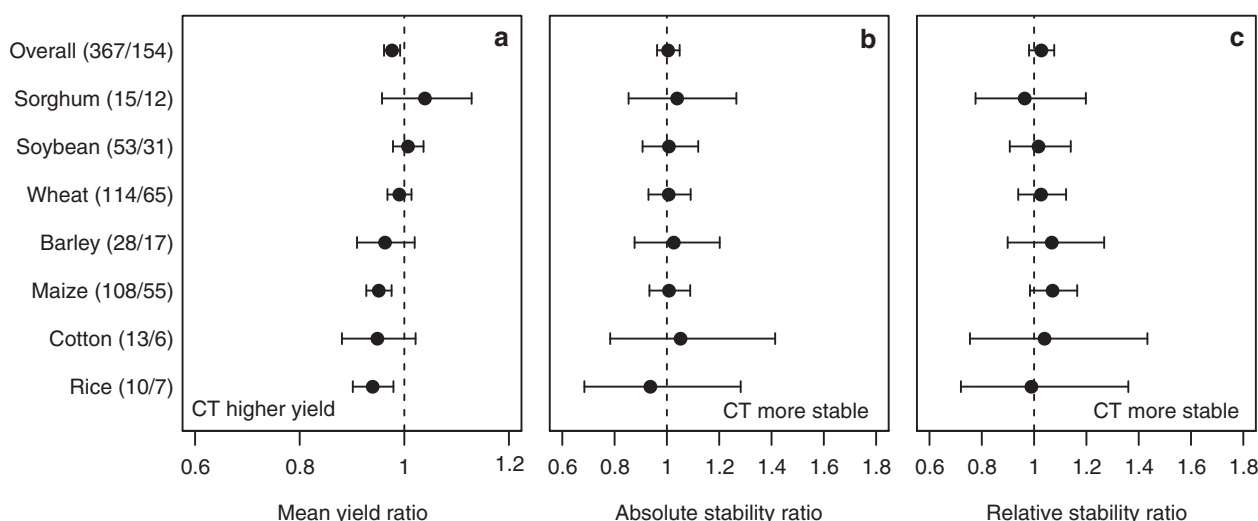 a
b
c
Overall (367/154)
Sorghum (15/12)
Soybean (53/31)
Wheat (114/65)
Barley (28/17)
Maize (108/55)
Cotton (13/6)
Rice (10/7)
CT higher yield
CT more stable
CT more stable
0.6 0.8 1 1.2
0.6 0.8 1 1.2 1.4 1.6 1.8
0.6 0.8 1 1.2 1.4 1.6 1.8
Mean yield ratio
Absolute stability ratio
Relative stability ratio